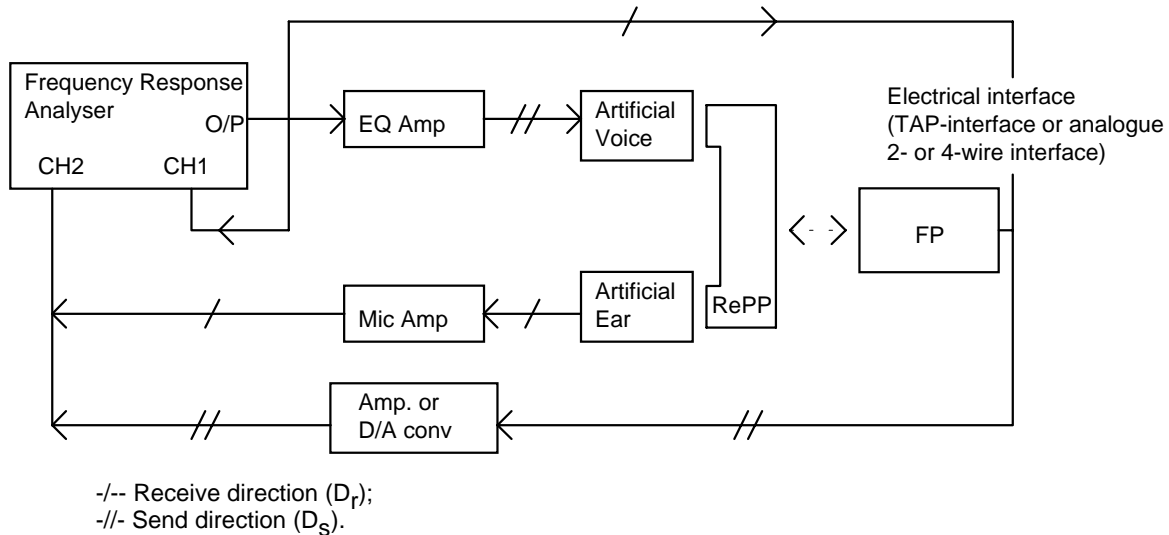 Frequency Response
Analyser
O/P
CH2
CH1
EQ Amp
Artificial
Voice
Electrical interface
(TAP-interface or analogue
2- or 4-wire interface)
FP
Mic Amp
Artificial
Ear
RePP
Amp. or
D/A conv
-/-- Receive direction (Dr);
-//- Send direction (Ds).